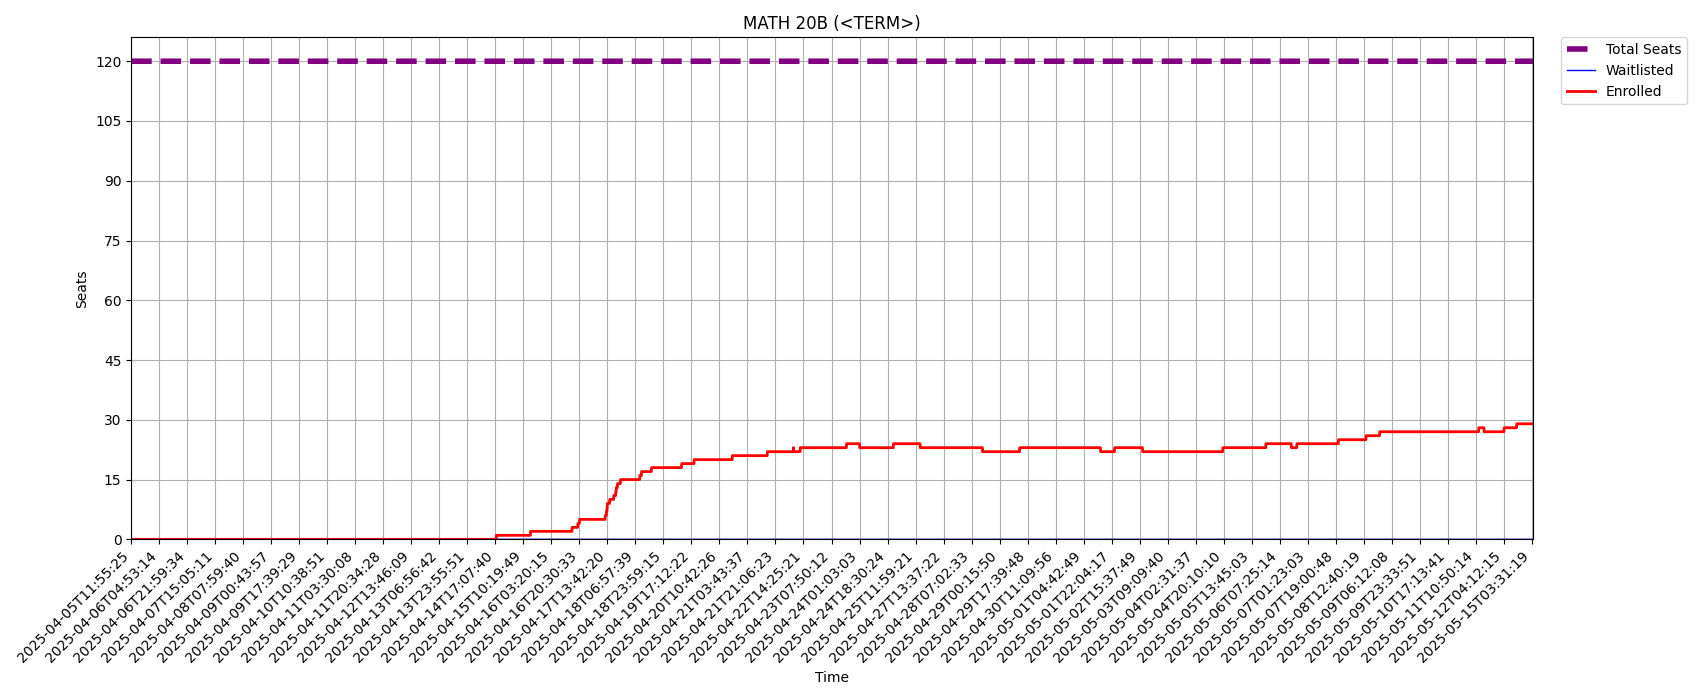 MATH 20B (<TERM>)
Total Seats
Waitlisted
Enrolled
Seats
120
105
90
75
60
45
30
15
0
2025-04-05T11:55:25
2025-04-06T04:53:14
2025-04-06T21:59:34
2025-04-07T15:05:11
2025-04-08T07:59:40
2025-04-09T00:43:57
2025-04-09T17:39:29
2025-04-10T10:38:51
2025-04-11T03:30:08
2025-04-11T20:34:28
2025-04-12T13:46:09
2025-04-13T06:56:42
2025-04-13T23:55:51
2025-04-14T17:07:40
2025-04-15T10:19:49
2025-04-16T03:20:15
2025-04-16T20:30:33
2025-04-17T13:42:20
2025-04-18T06:57:39
2025-04-18T23:59:15
2025-04-19T17:12:22
2025-04-20T10:42:26
2025-04-21T03:43:37
2025-04-21T21:06:23
2025-04-22T14:25:21
2025-04-23T07:50:12
2025-04-24T01:03:03
2025-04-24T18:30:24
2025-04-25T11:59:21
2025-04-27T13:37:22
2025-04-28T07:02:33
2025-04-29T00:15:50
2025-04-29T17:39:48
2025-04-30T11:09:56
2025-05-01T04:42:49
2025-05-01T22:04:17
2025-05-02T15:37:49
2025-05-03T09:09:40
2025-05-04T02:31:37
2025-05-04T20:10:10
2025-05-05T13:45:03
2025-05-06T07:25:14
2025-05-07T01:23:03
2025-05-07T19:00:48
2025-05-08T12:40:19
2025-05-09T06:12:08
2025-05-09T23:33:51
2025-05-10T17:13:41
2025-05-11T10:50:14
2025-05-12T04:12:15
2025-05-15T03:31:19
Time